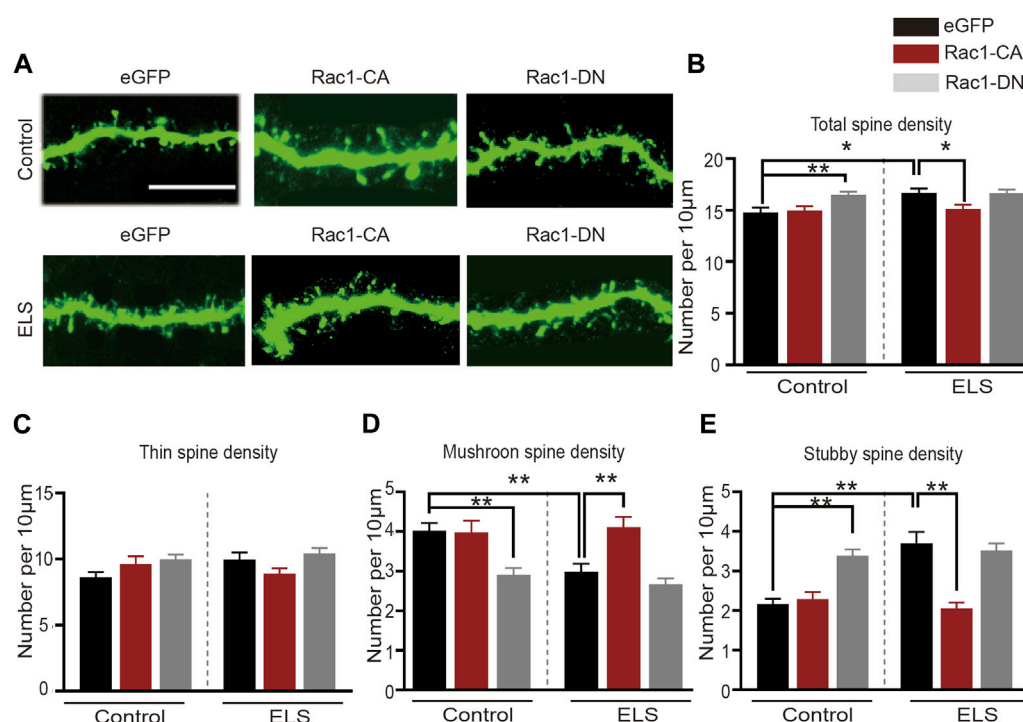 eGFP
Rac1-CA
Rac1-DN
A
eGFP Rac1-CA Rac1-DN
Control
eGFP Rac1-CA Rac1-DN
ELS
B
Total spine density
Number per 10µm
20
15
10
5
0
* *
**
Control ELS
C
Thin spine density
Number per 10µm
15
10
5
0
Control ELS
D
Mushroon spine density
Number per 10µm
5
4
3
2
1
0
** **
**
Control ELS
E
Stubby spine density
Number per 10µm
5
4
3
2
1
0
** **
**
Control ELS